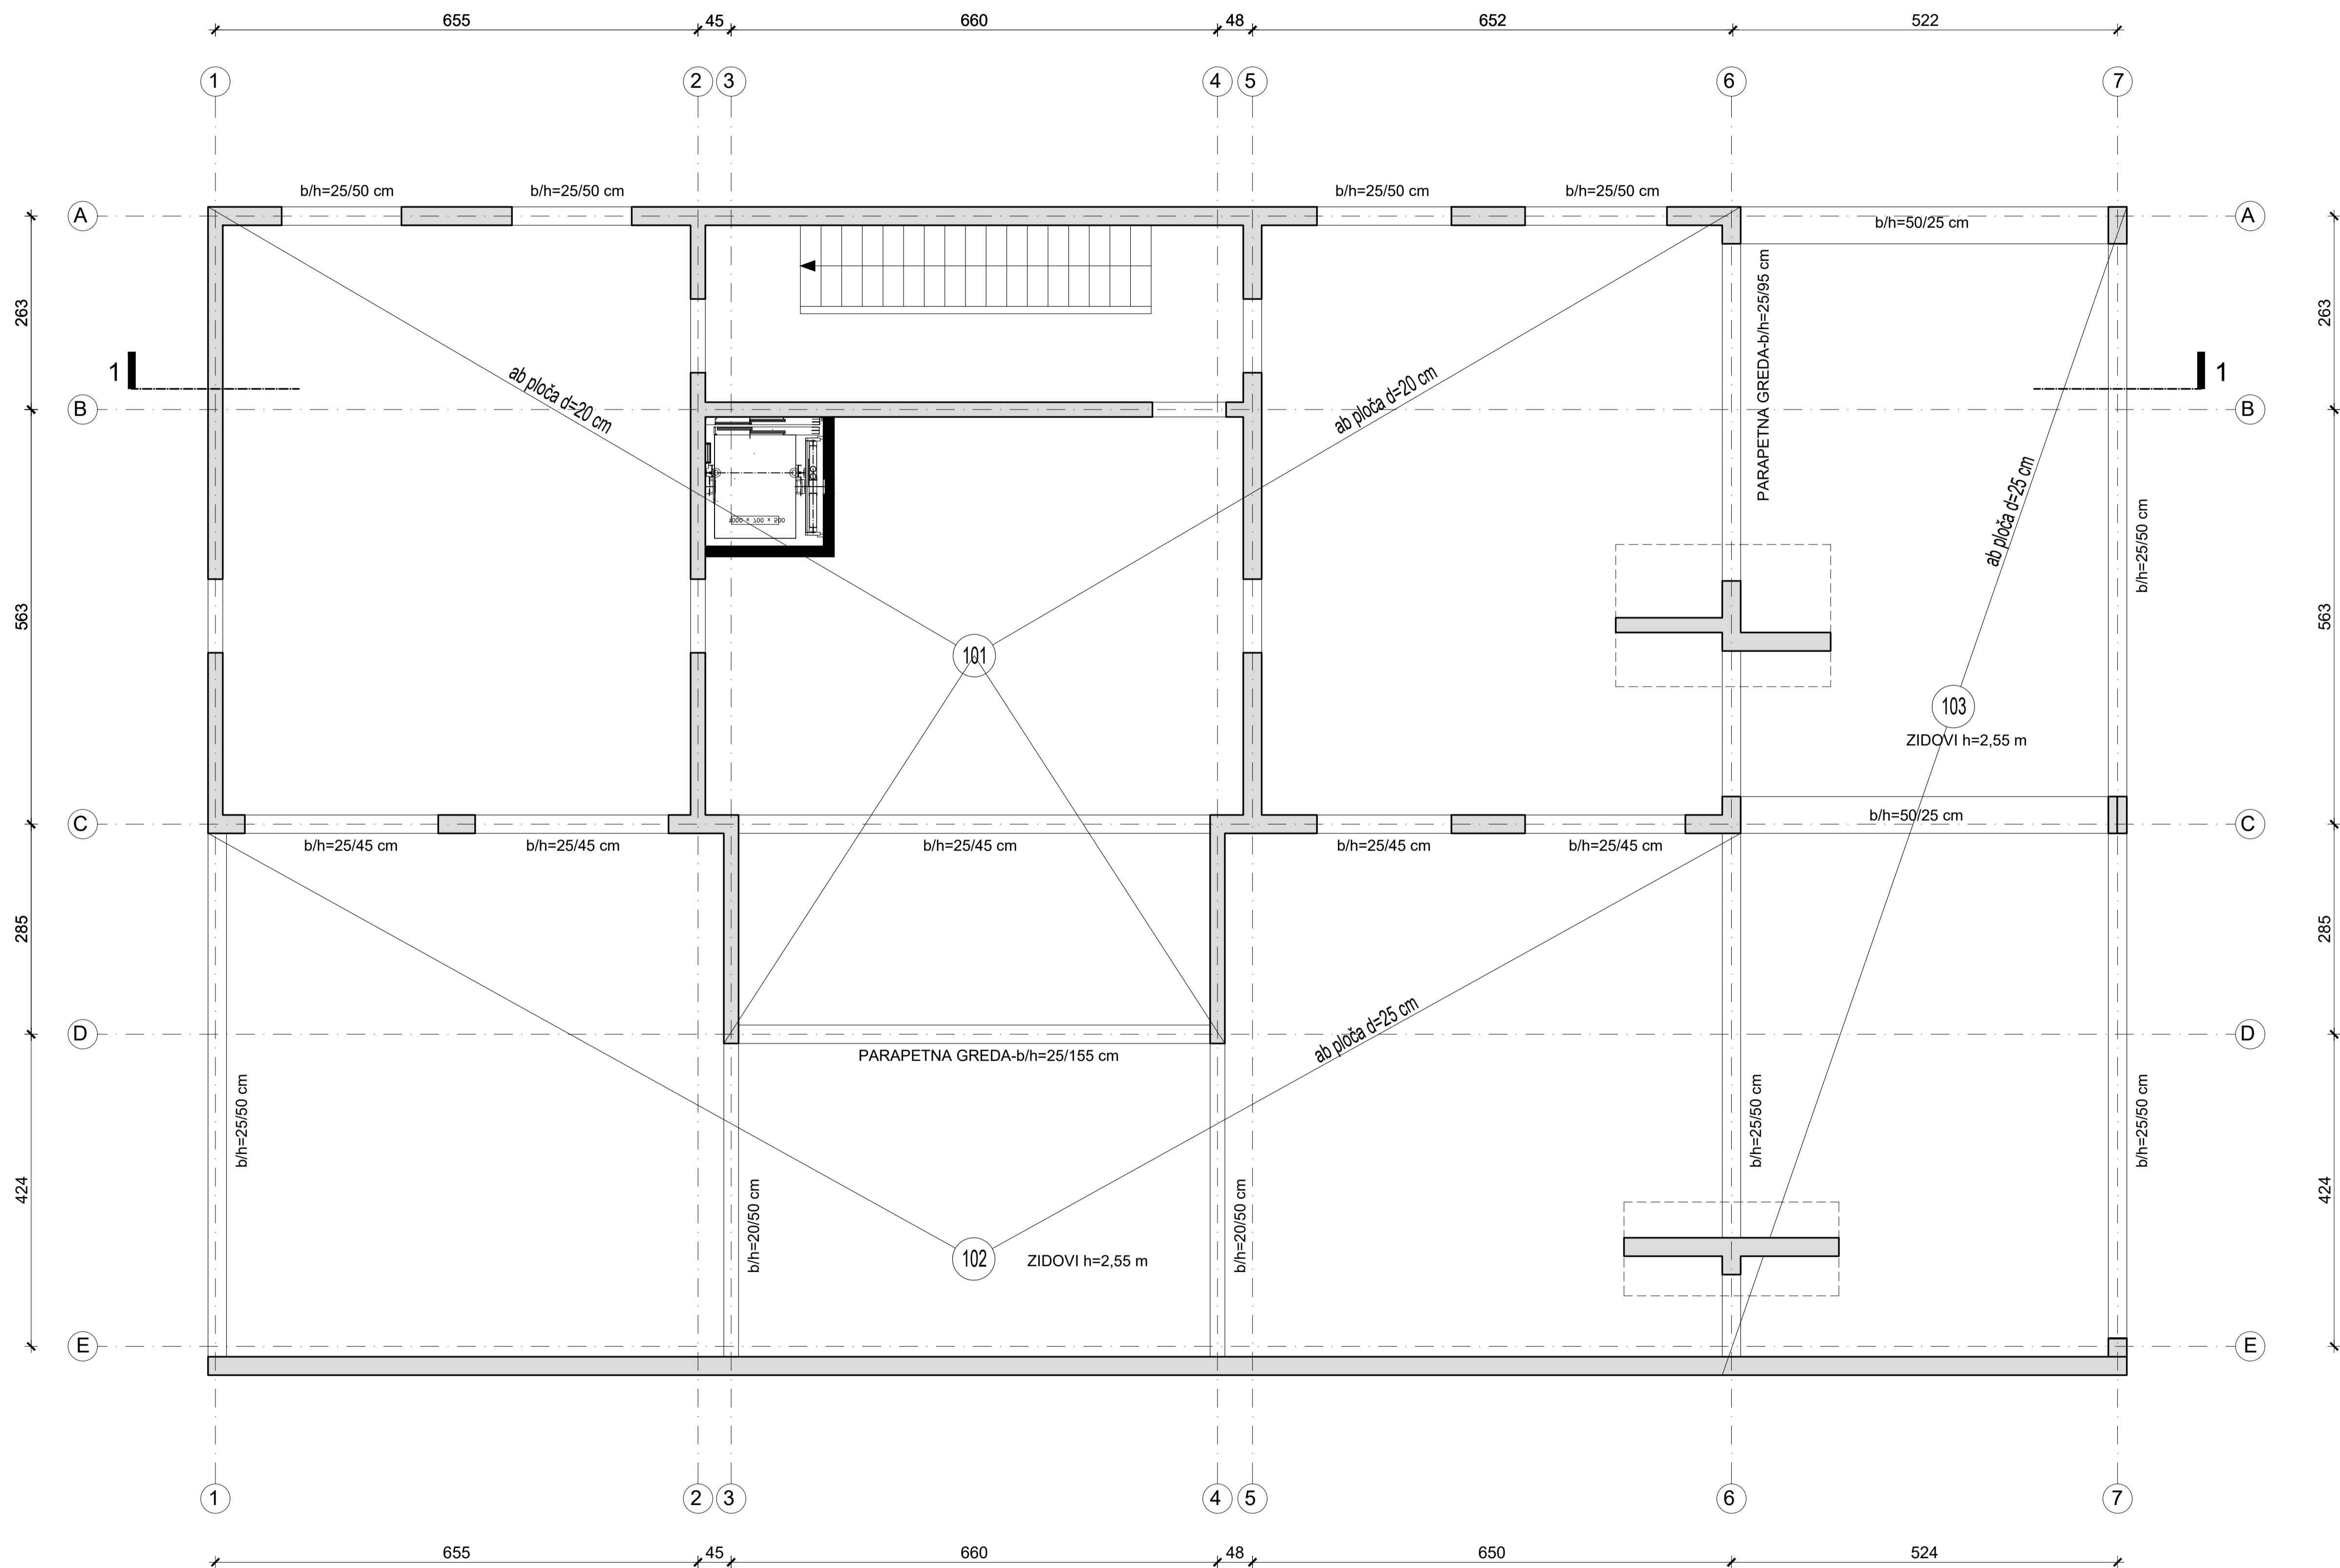 655 45 660 48 652 522
1 2 3 4 5 6 7
b/h=25/50 cm b/h=25/50 cm b/h=25/50 cm b/h=25/50 cm
A A
b/h=50/25 cm
PARAPETNA GREDA-b/h=25/95 cm
263 263
1 1
ab ploča d=20 cm ab ploča d=20 cm
B B
ab ploča d=25 cm
1000 x 700 x 500
b/h=25/50 cm
563 563
101
103
ZIDOVI h=2,55 m
b/h=50/25 cm
C C
b/h=25/45 cm b/h=25/45 cm b/h=25/45 cm b/h=25/45 cm b/h=25/45 cm
285 285
ab ploča d=25 cm
D D
PARAPETNA GREDA-b/h=25/155 cm
b/h=25/50 cm b/h=25/50 cm b/h=25/50 cm
424 424
b/h=20/50 cm b/h=20/50 cm
102 ZIDOVI h=2,55 m
E E
1 2 3 4 5 6 7
655 45 660 48 650 524